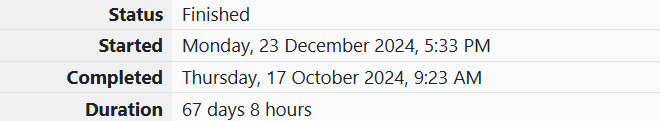 Status Finished
Started Monday, 23 December 2024, 5:33 PM
Completed Thursday, 17 October 2024, 9:23 AM
Duration 67 days 8 hours